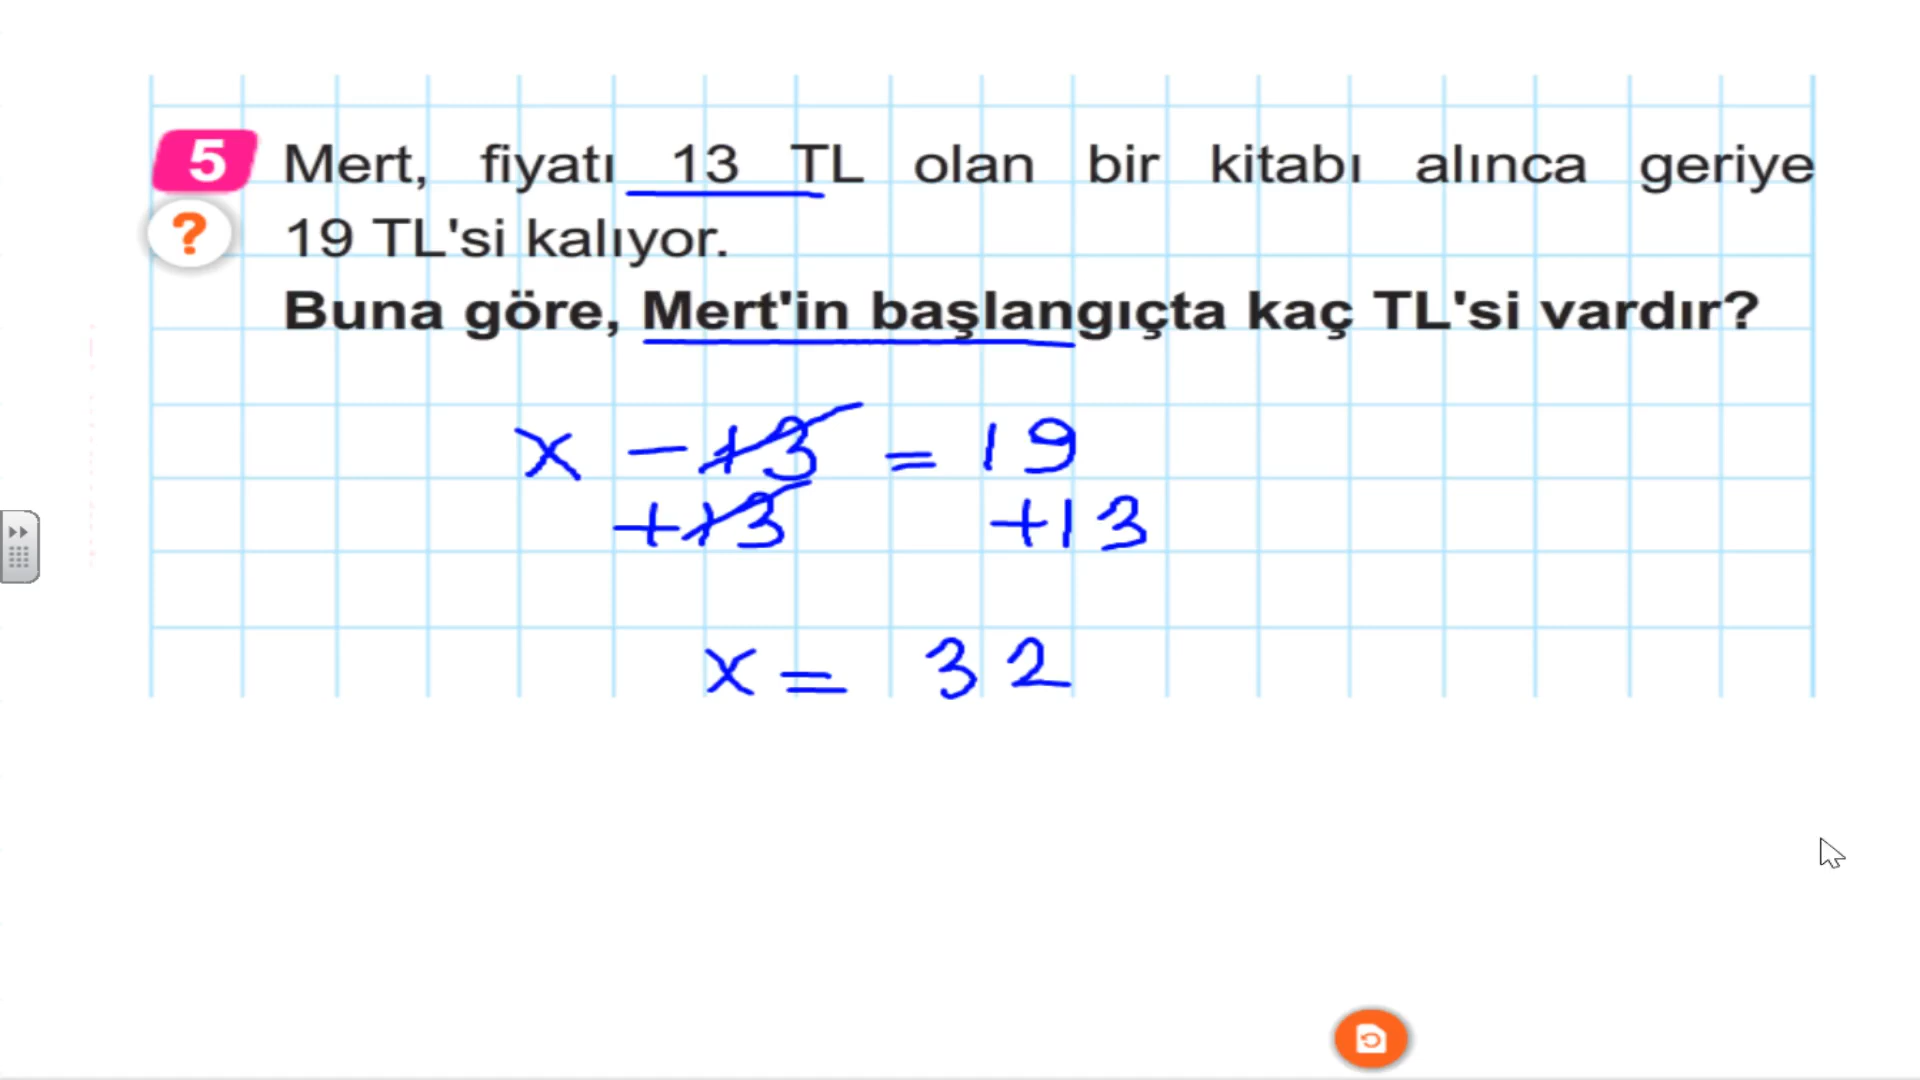 5 Mert, fiyatı 13 TL olan bir kitabı alınca geriye
? 19 TL'si kalıyor.
Buna göre, Mert'in başlangıçta kaç TL'si vardır?
x - 13 = 19
+13 +13
x = 32